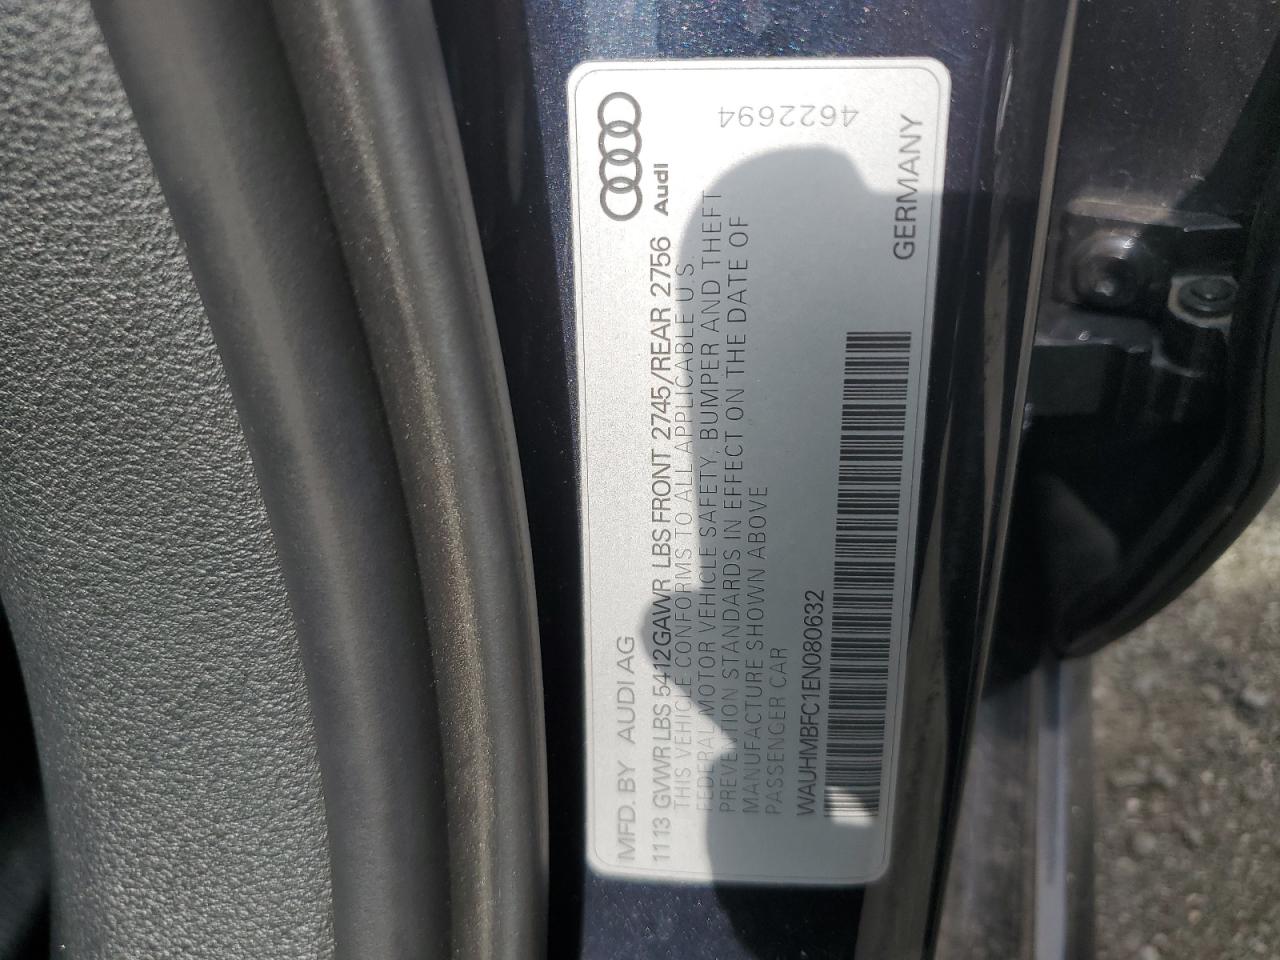 MFD. BY AUDI AG
11 13 GVWR LBS 5412 GAWR LBS FRONT 2745/REAR 2756 Audi
THIS VEHICLE CONFORMS TO ALL APPLICABLE U.S.
FEDERAL MOTOR VEHICLE SAFETY, BUMPER AND THEFT
PREVENTION STANDARDS IN EFFECT ON THE DATE OF
MANUFACTURE SHOWN ABOVE
PASSENGER CAR
WAUHMBFC1EN080632
GERMANY
4622694